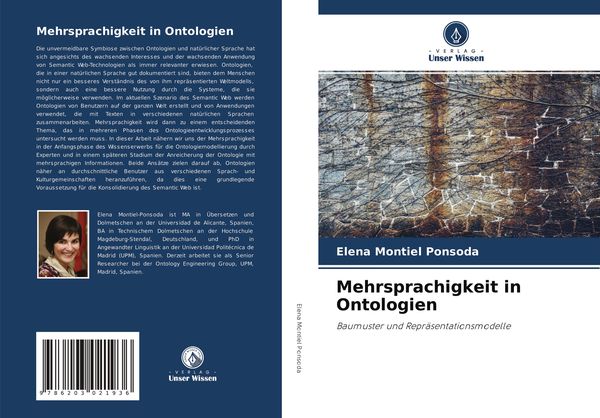 Mehrsprachigkeit in Ontologien
Die unvermeidbare Symbiose zwischen Ontologien und natürlicher Sprache hat
sich angesichts des wachsenden Interesses und der wachsenden Anwendung
von Semantic Web-Technologien als immer relevanter erwiesen. Ontologien,
die in einer natürlichen Sprache gut dokumentiert sind, bieten dem Menschen
nicht nur ein besseres Verständnis des von ihm repräsentierten Weltmodells,
sondern auch eine bessere Nutzung durch die Systeme, die sie
möglicherweise verwenden. Im aktuellen Szenario des Semantic Web werden
Ontologien von Benutzern auf der ganzen Welt erstellt und von Anwendungen
verwendet, die mit Texten in verschiedenen natürlichen Sprachen
zusammenarbeiten. Mehrsprachigkeit wird dann zu einem entscheidenden
Thema, das in mehreren Phasen des Ontologieentwicklungsprozesses
untersucht werden muss. In dieser Arbeit nähern wir uns der Mehrsprachigkeit
in der Anfangsphase des Wissenserwerbs für die Ontologiemodellierung durch
Experten und in einem späteren Stadium der Anreicherung der Ontologie mit
mehrsprachigen Informationen. Beide Ansätze zielen darauf ab, Ontologien
näher an durchschnittliche Benutzer aus verschiedenen Sprach- und
Kulturgemeinschaften heranzuführen, da dies eine grundlegende
Voraussetzung für die Konsolidierung des Semantic Web ist.
Elena Montiel-Ponsoda ist MA in Übersetzen und
Dolmetschen an der Universidad de Alicante, Spanien,
BA in Technischem Dolmetschen an der Hochschule
Magdeburg-Stendal, Deutschland, und PhD in
Angewandter Linguistik an der Universidad Politécnica de
Madrid (UPM), Spanien. Derzeit arbeitet sie als Senior
Researcher bei der Ontology Engineering Group, UPM,
Madrid, Spanien.
9 786203 021936
VERLAG
Unser Wissen
Elena Montiel Ponsoda
VERLAG
Unser Wissen
Elena Montiel Ponsoda
Mehrsprachigkeit in
Ontologien
Baumuster und Repräsentationsmodelle